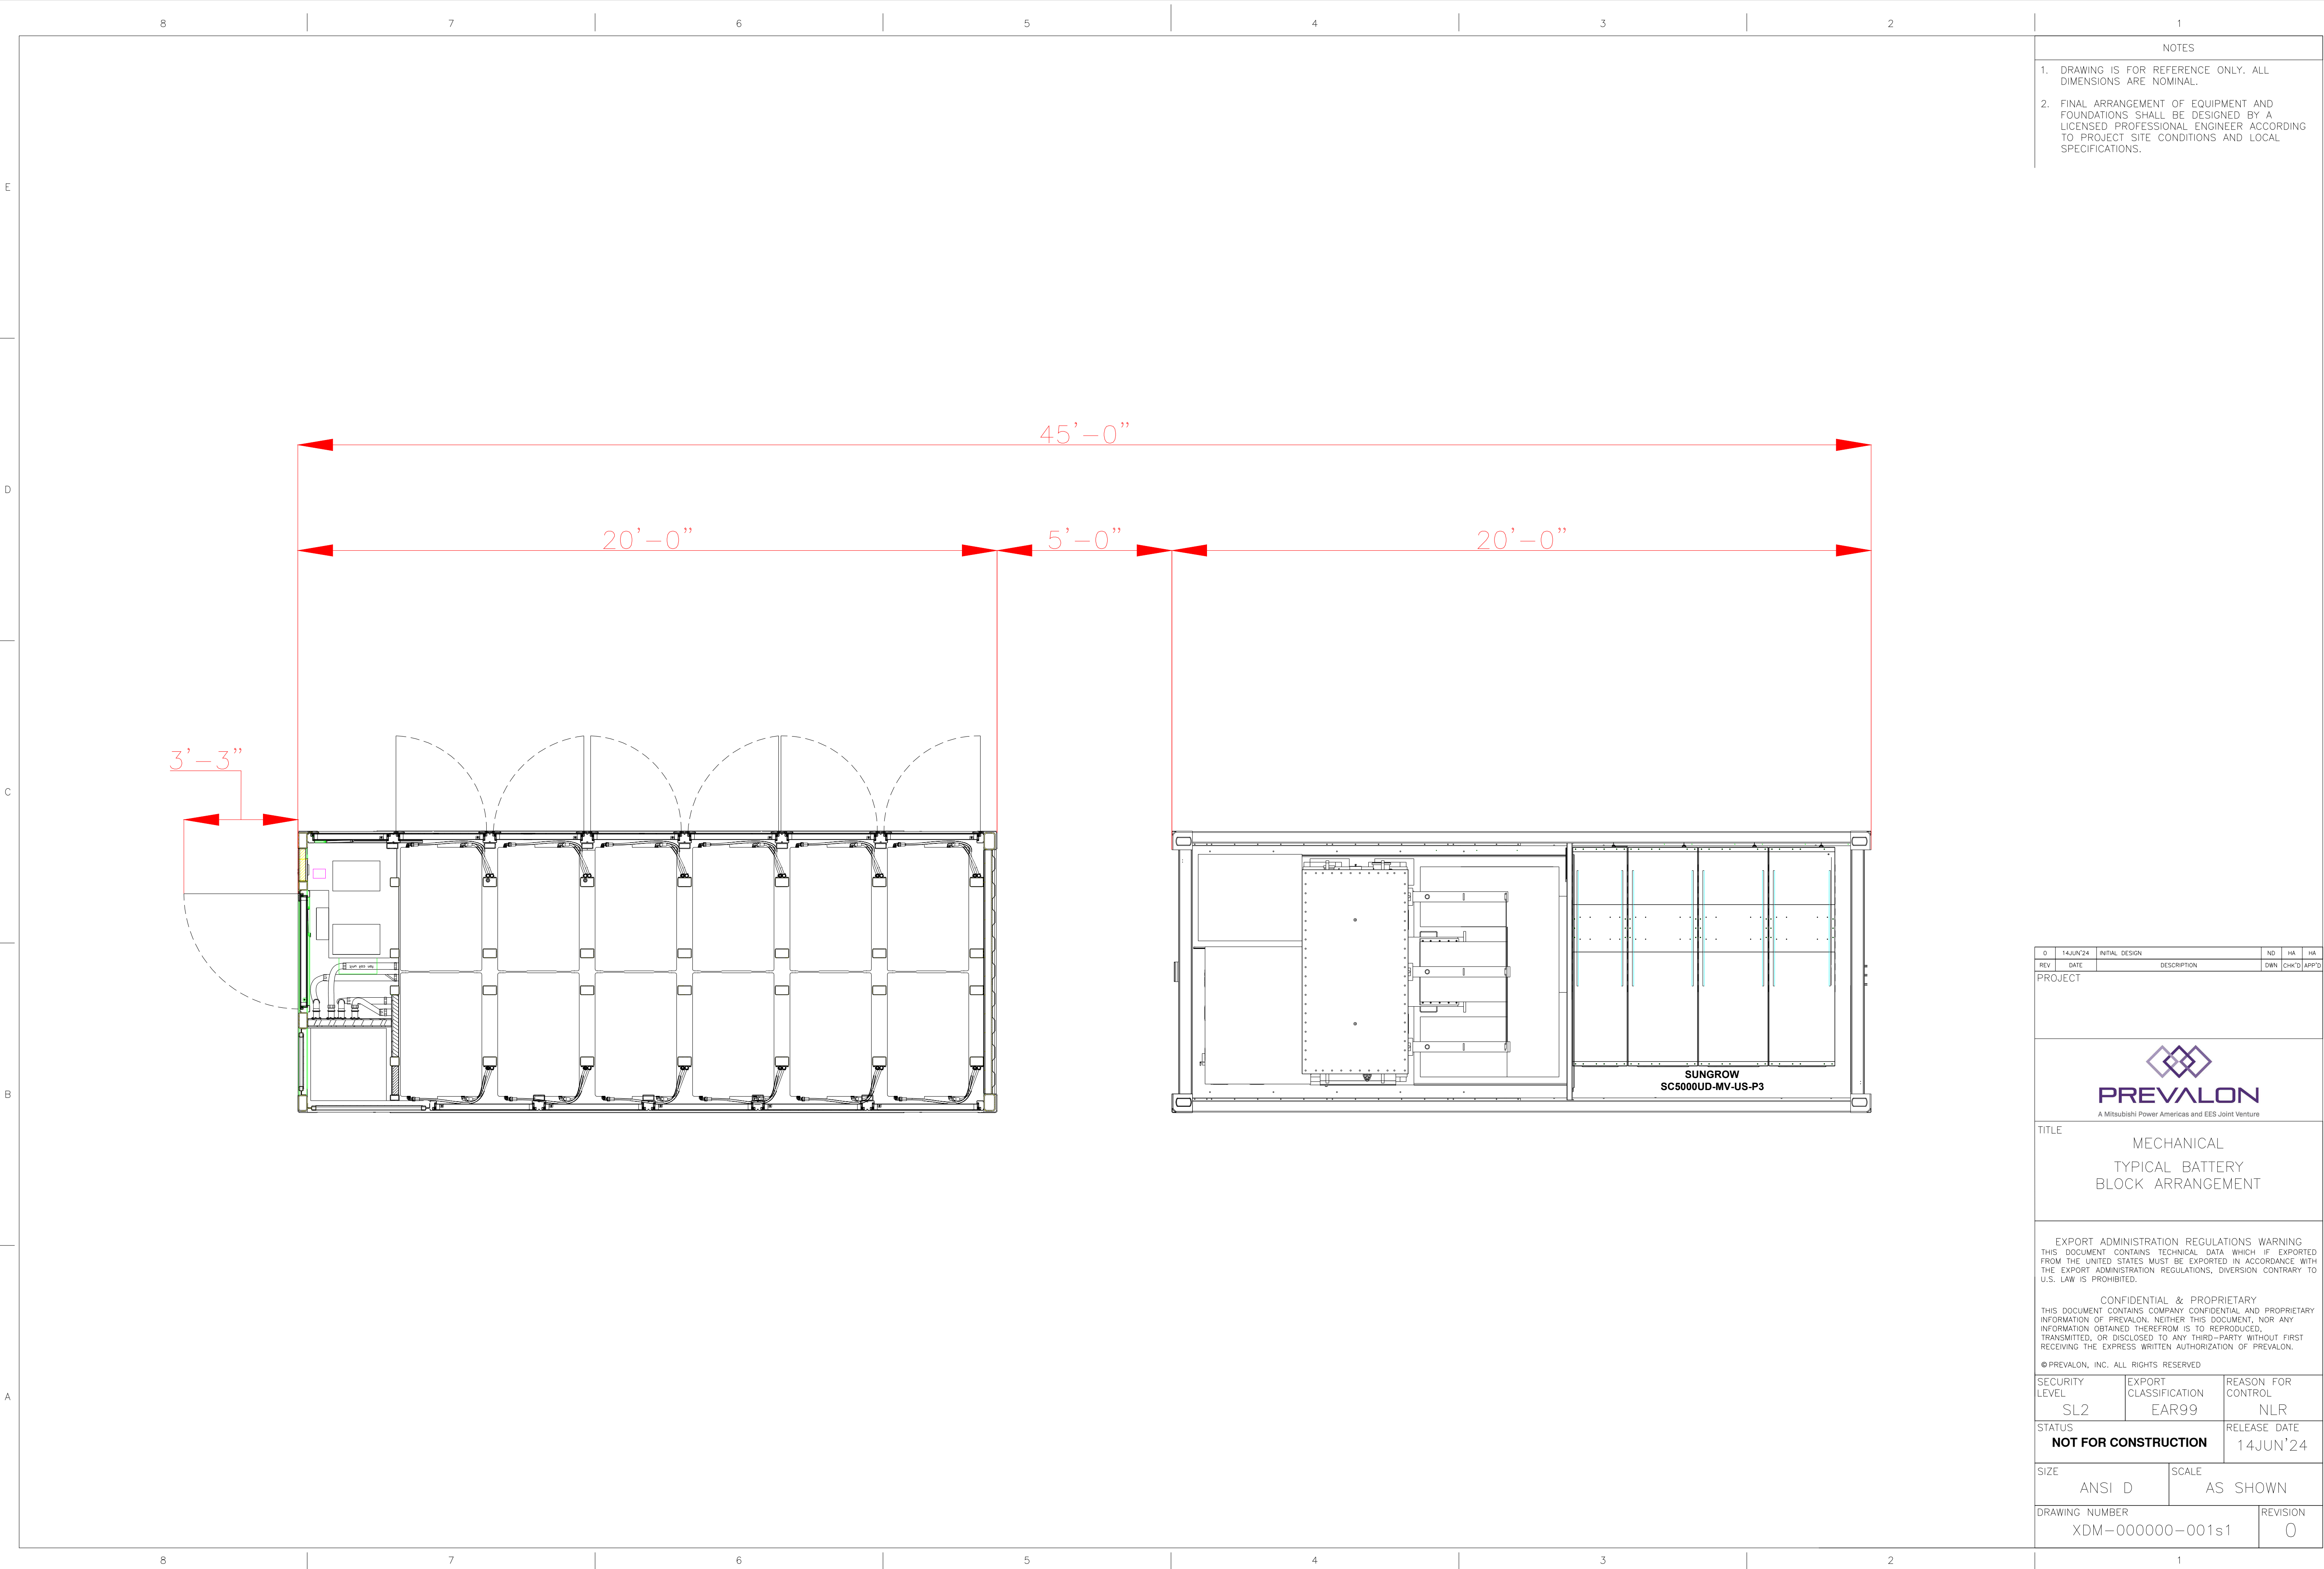 8 7 6 5 4 3 2 1
NOTES
1. DRAWING IS FOR REFERENCE ONLY. ALL
DIMENSIONS ARE NOMINAL.
2. FINAL ARRANGEMENT OF EQUIPMENT AND
FOUNDATIONS SHALL BE DESIGNED BY A
LICENSED PROFESSIONAL ENGINEER ACCORDING
TO PROJECT SITE CONDITIONS AND LOCAL
SPECIFICATIONS.
E
45'-0"
D
20'-0" 5'-0" 20'-0"
3'-3"
C
SUNGROW
SC5000UD-MV-US-P3
B
A
0 14JUN'24 INITIAL DESIGN ND HA HA
REV DATE DESCRIPTION DWN CHK'D APP'D
PROJECT
PREVALON
A Mitsubishi Power Americas and EES Joint Venture
TITLE
MECHANICAL
TYPICAL BATTERY
BLOCK ARRANGEMENT
EXPORT ADMINISTRATION REGULATIONS WARNING
THIS DOCUMENT CONTAINS TECHNICAL DATA WHICH IF EXPORTED
FROM THE UNITED STATES MUST BE EXPORTED IN ACCORDANCE WITH
THE EXPORT ADMINISTRATION REGULATIONS, DIVERSION CONTRARY TO
U.S. LAW IS PROHIBITED.
CONFIDENTIAL & PROPRIETARY
THIS DOCUMENT CONTAINS COMPANY CONFIDENTIAL AND PROPRIETARY
INFORMATION OF PREVALON. NEITHER THIS DOCUMENT, NOR ANY
INFORMATION OBTAINED THEREFROM IS TO REPRODUCED,
TRANSMITTED, OR DISCLOSED TO ANY THIRD-PARTY WITHOUT FIRST
RECEIVING THE EXPRESS WRITTEN AUTHORIZATION OF PREVALON.
© PREVALON, INC. ALL RIGHTS RESERVED
SECURITY LEVEL
SL2
EXPORT CLASSIFICATION
EAR99
REASON FOR CONTROL
NLR
STATUS
NOT FOR CONSTRUCTION
RELEASE DATE
14JUN'24
SIZE
ANSI D
SCALE
AS SHOWN
DRAWING NUMBER
XDM-000000-001s1
REVISION
0
8 7 6 5 4 3 2 1